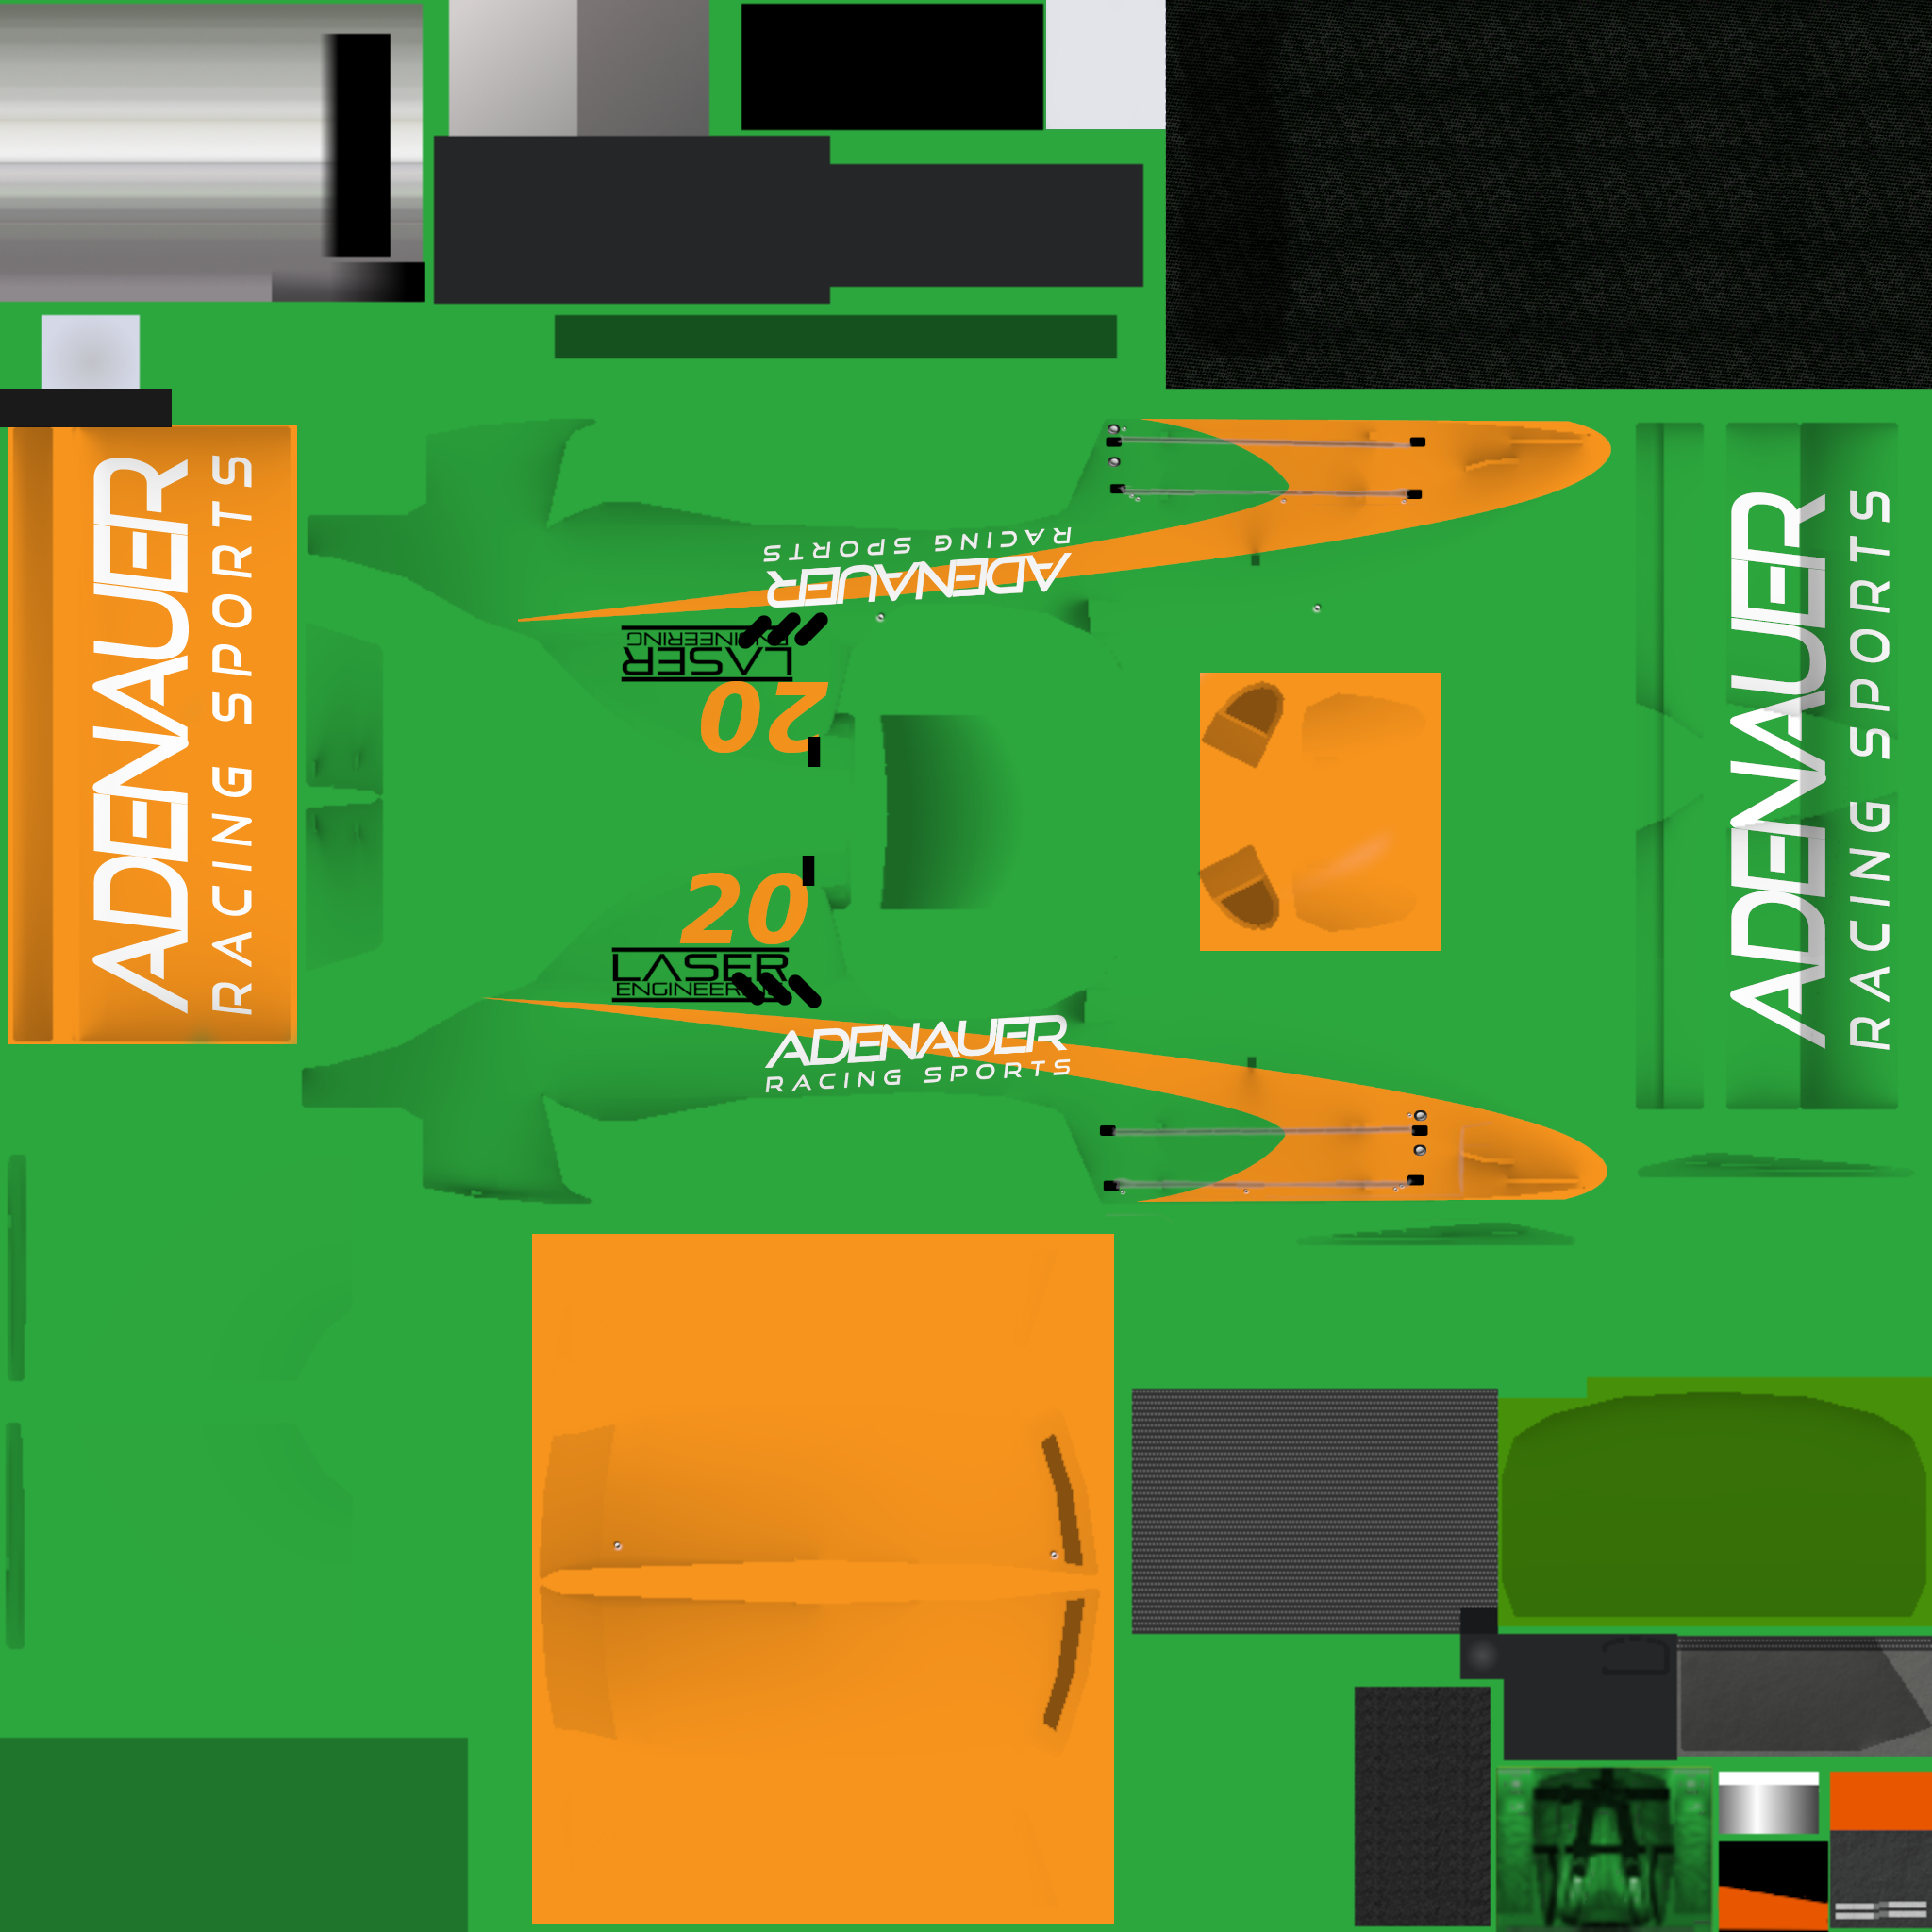 ADENAUER
RACING SPORTS
RACING SPORTS
ADENAUER
ENGINEERING
LASER
20
20
LASER
ENGINEERING
ADENAUER
RACING SPORTS
ADENAUER
RACING SPORTS